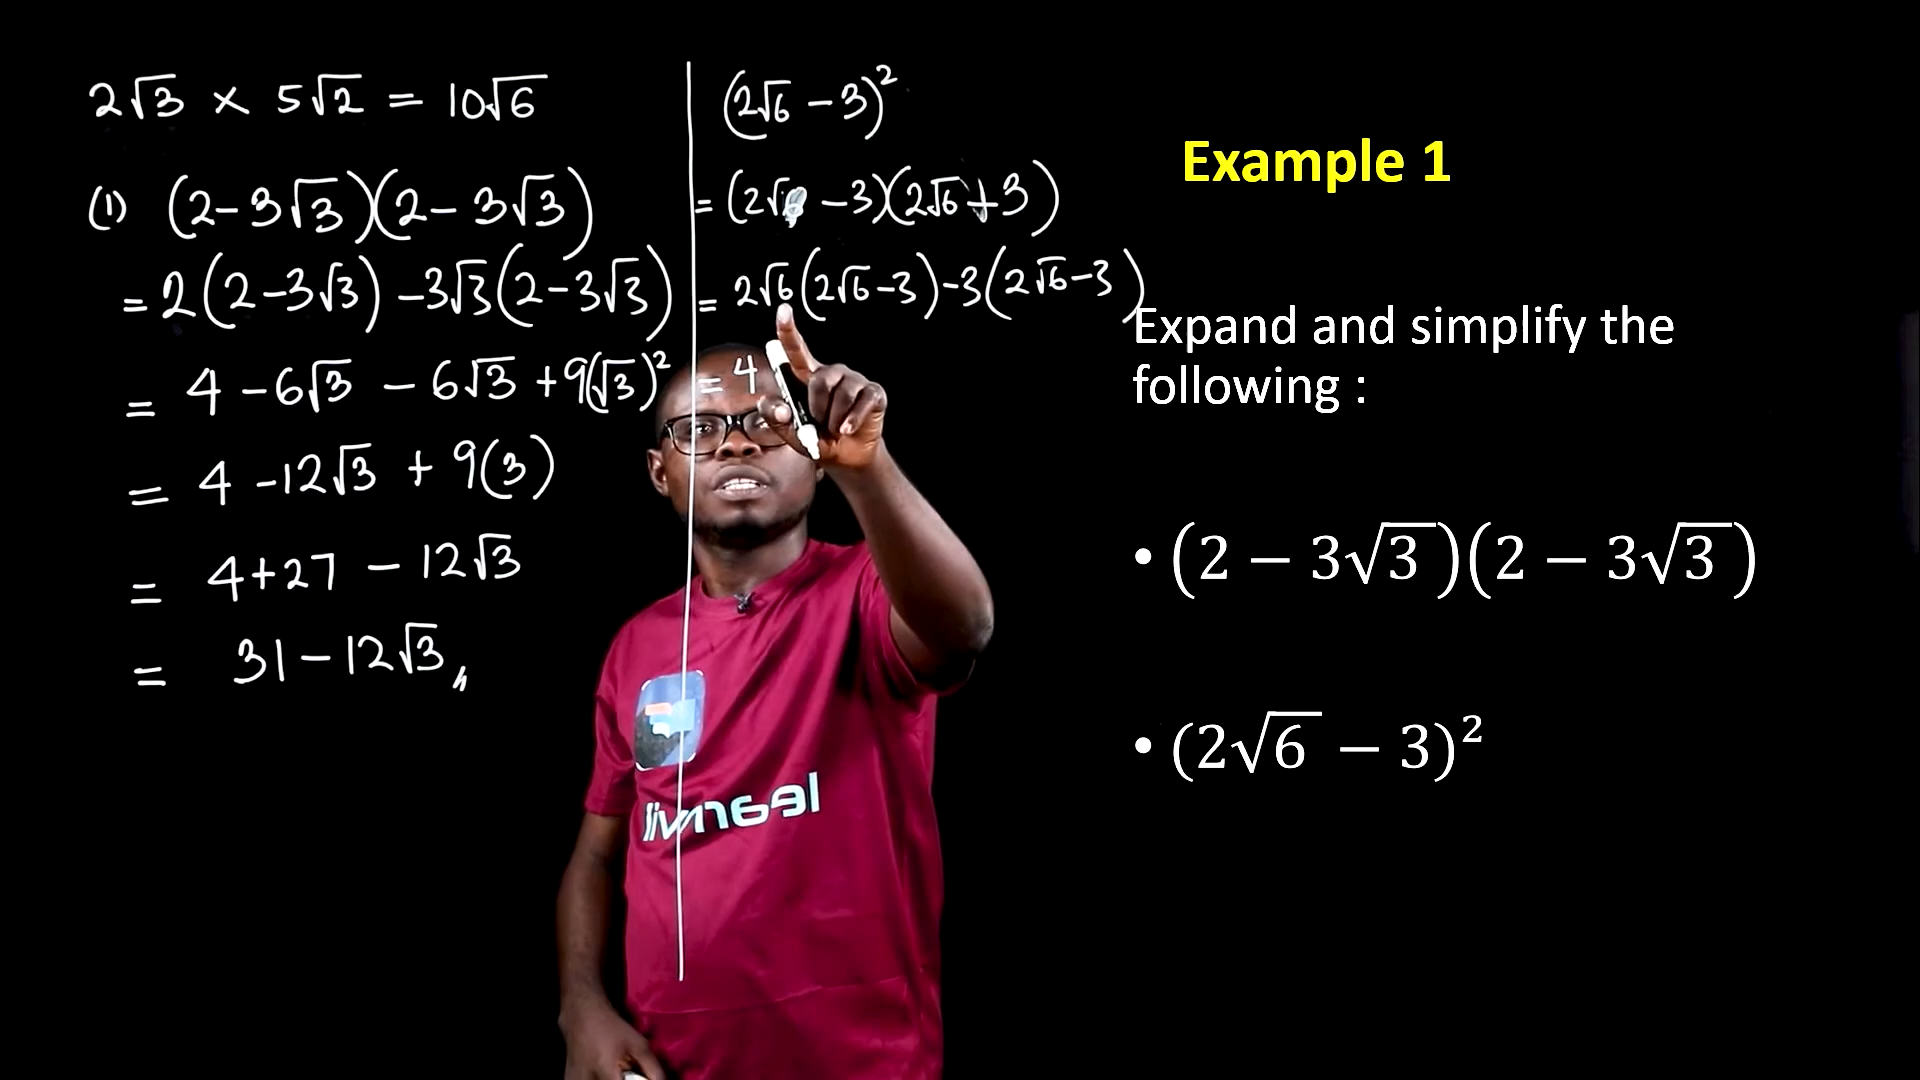 2√3 × 5√2 = 10√6
(1) (2-3√3)(2-3√3)
= 2(2-3√3) -3√3(2-3√3)
= 4 -6√3 - 6√3 +9(√3)²
= 4 -12√3 + 9(3)
= 4+27 - 12√3
= 31-12√3
(2√6 -3)²
= (2√6 -3)(2√6 +3)
= 2√6(2√6-3)-3(2√6-3)
= 4
learnvil
Example 1
Expand and simplify the
following :
• (2 − 3√3)(2 − 3√3)
• (2√6 − 3)²